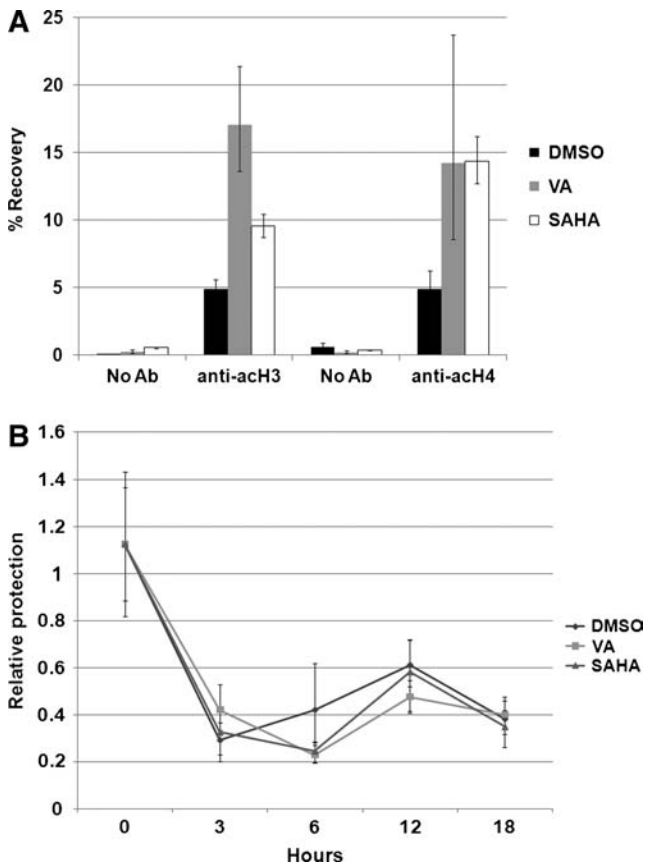 A
25
20
15
10
5
0
% Recovery
No Ab
anti-acH3
No Ab
anti-acH4
DMSO
VA
SAHA
B
1.6
1.4
1.2
1
0.8
0.6
0.4
0.2
0
Relative protection
0
3
6
12
18
Hours
DMSO
VA
SAHA